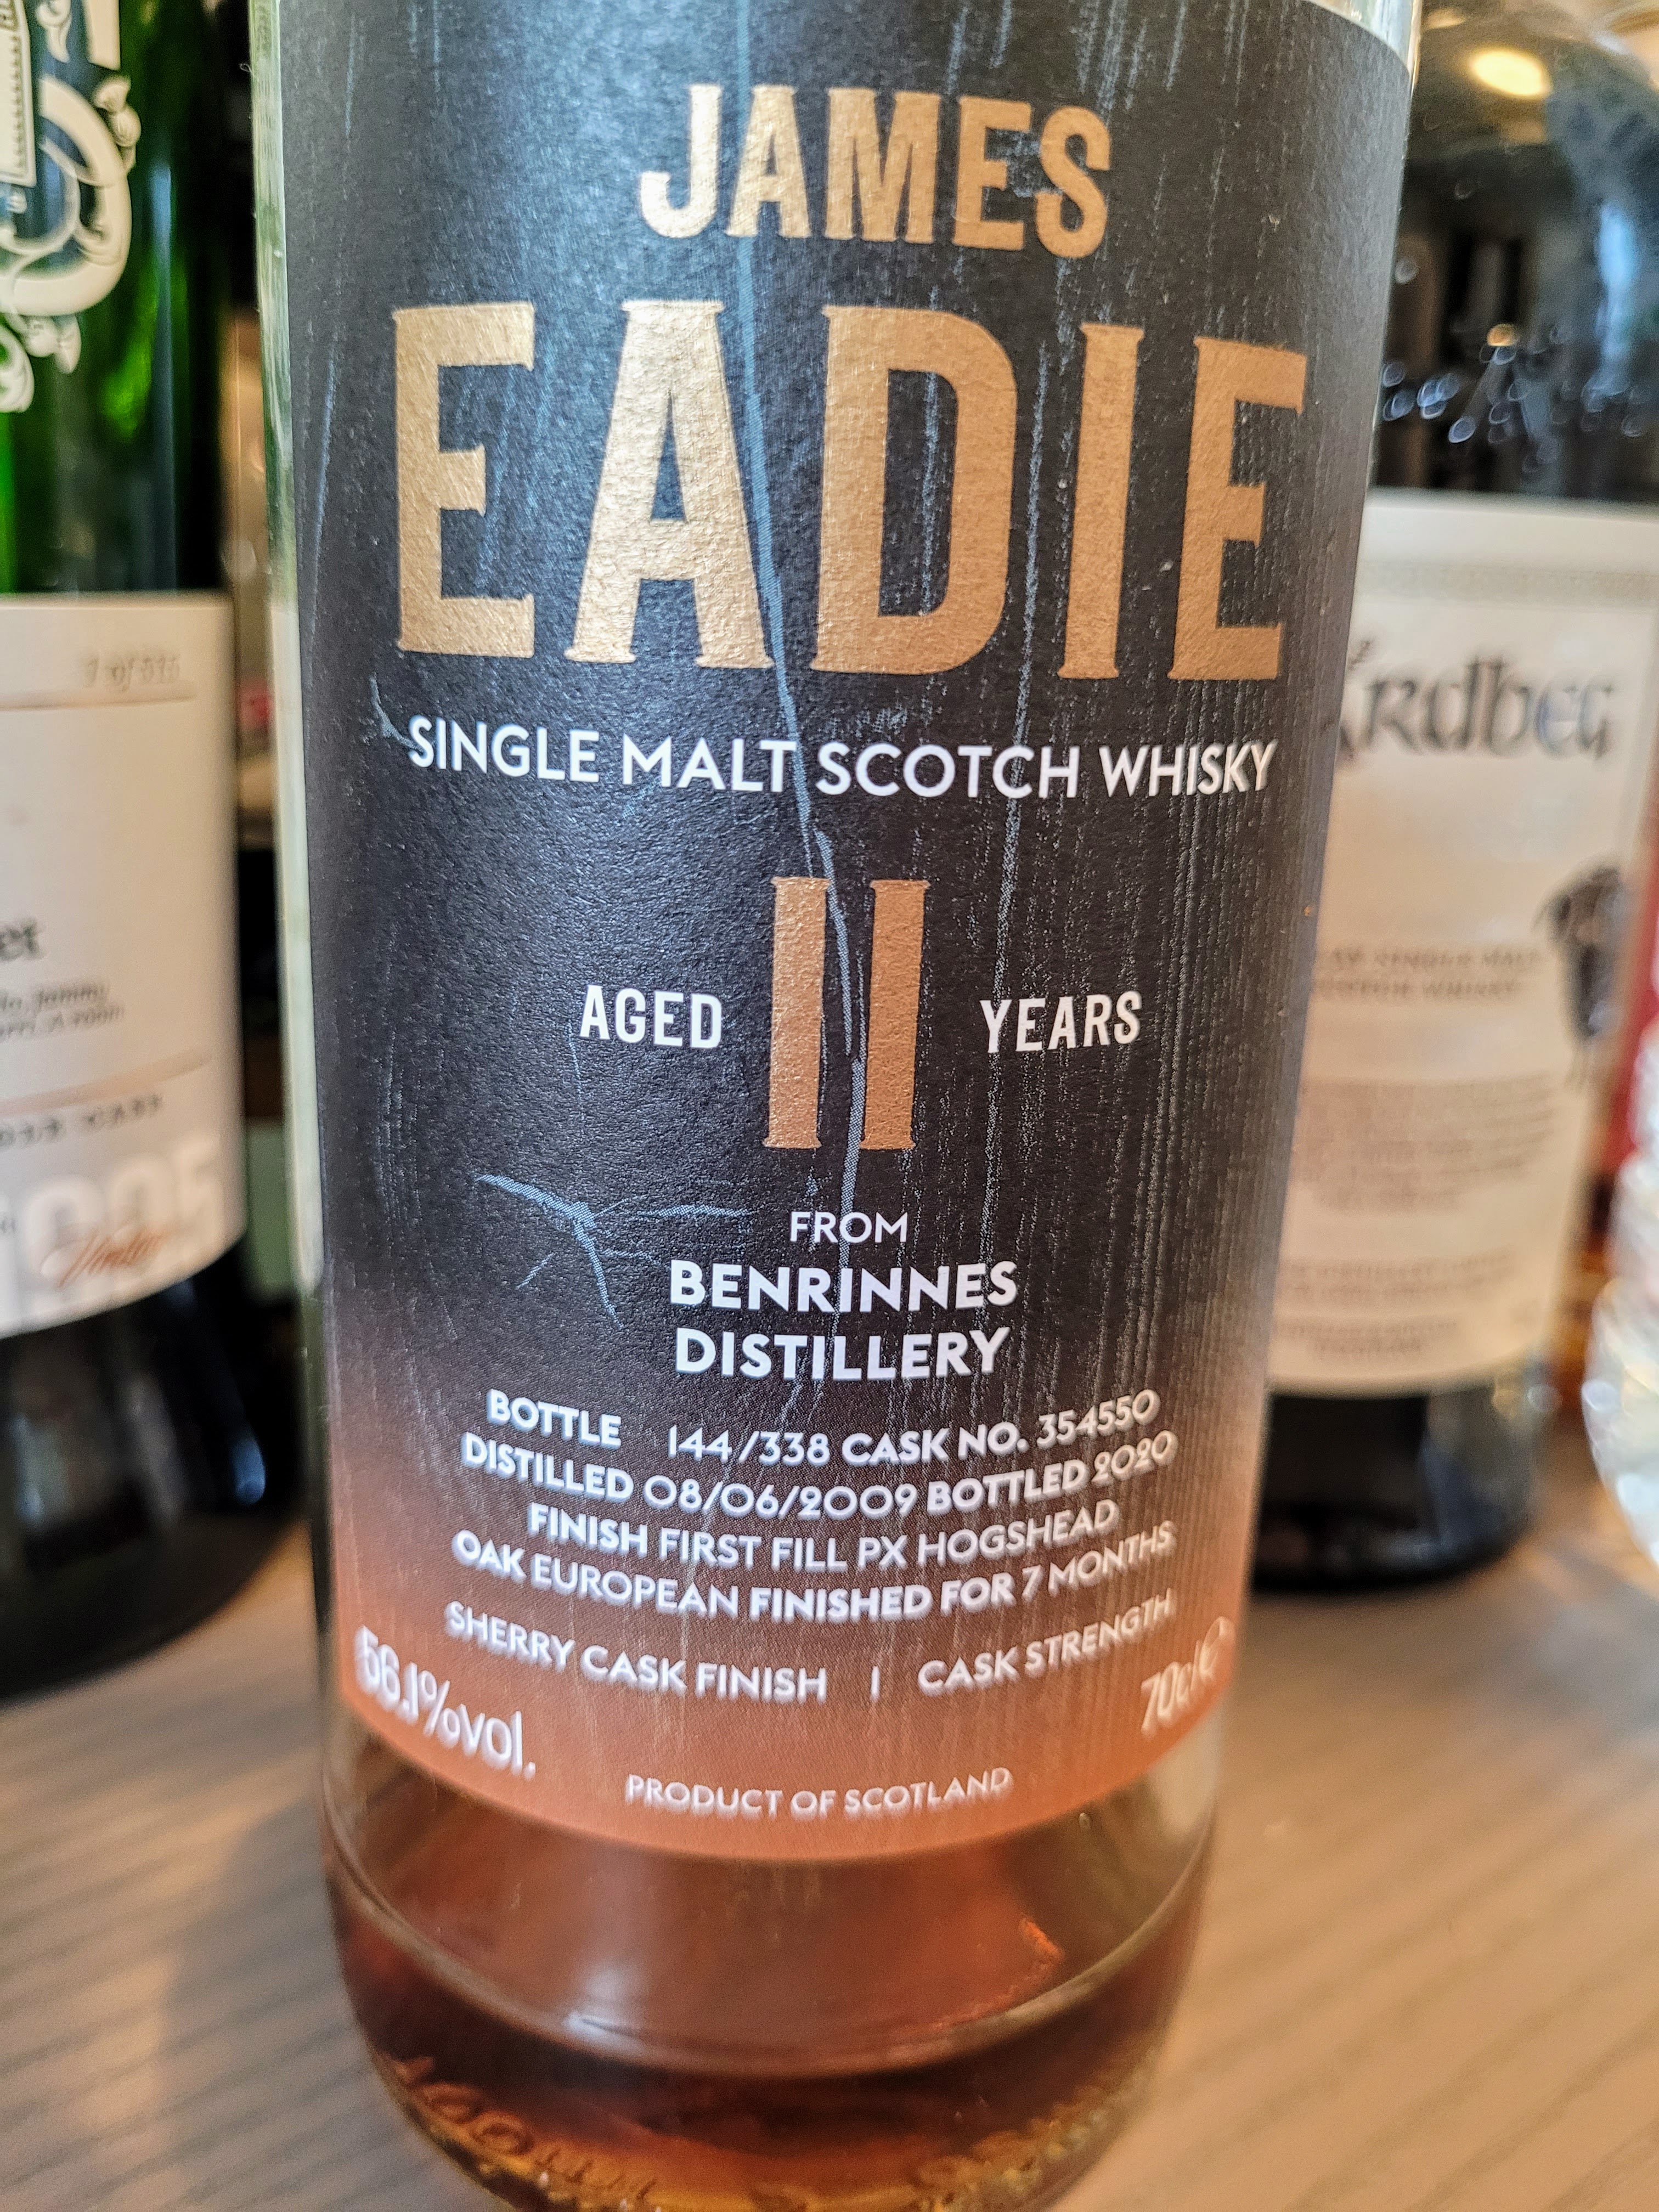 JAMES
EADIE
SINGLE MALT SCOTCH WHISKY
AGED 11 YEARS
FROM
BENRINNES
DISTILLERY
BOTTLE 144/338 CASK NO. 354550
DISTILLED 08/06/2009 BOTTLED 2020
FINISH FIRST FILL PX HOGSHEAD
OAK EUROPEAN FINISHED FOR 7 MONTHS
SHERRY CASK FINISH | CASK STRENGTH
56.1%vol. 70cl e
PRODUCT OF SCOTLAND
Ardbeg